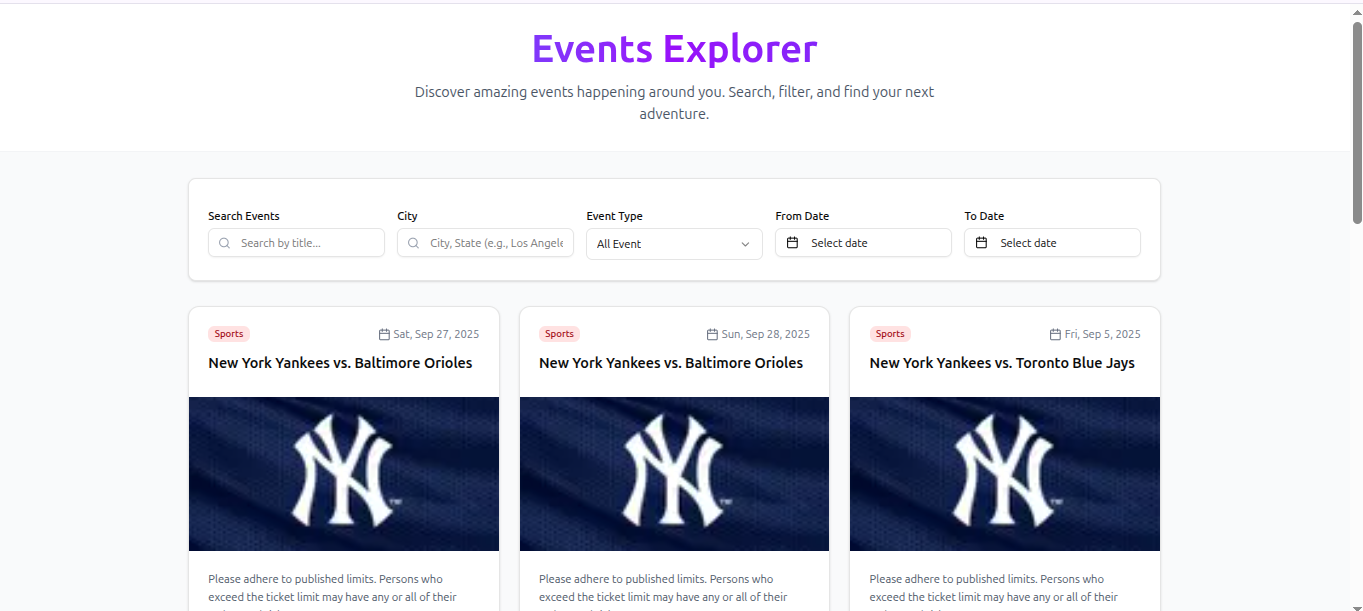 Events Explorer
Discover amazing events happening around you. Search, filter, and find your next
adventure.
Search Events
City
Event Type
From Date
To Date
Search by title...
City, State (e.g., Los Angele
All Event
Select date
Select date
Sports
Sat, Sep 27, 2025
New York Yankees vs. Baltimore Orioles
NY
TM
Please adhere to published limits. Persons who
exceed the ticket limit may have any or all of their
Sports
Sun, Sep 28, 2025
New York Yankees vs. Baltimore Orioles
NY
TM
Please adhere to published limits. Persons who
exceed the ticket limit may have any or all of their
Sports
Fri, Sep 5, 2025
New York Yankees vs. Toronto Blue Jays
NY
TM
Please adhere to published limits. Persons who
exceed the ticket limit may have any or all of their